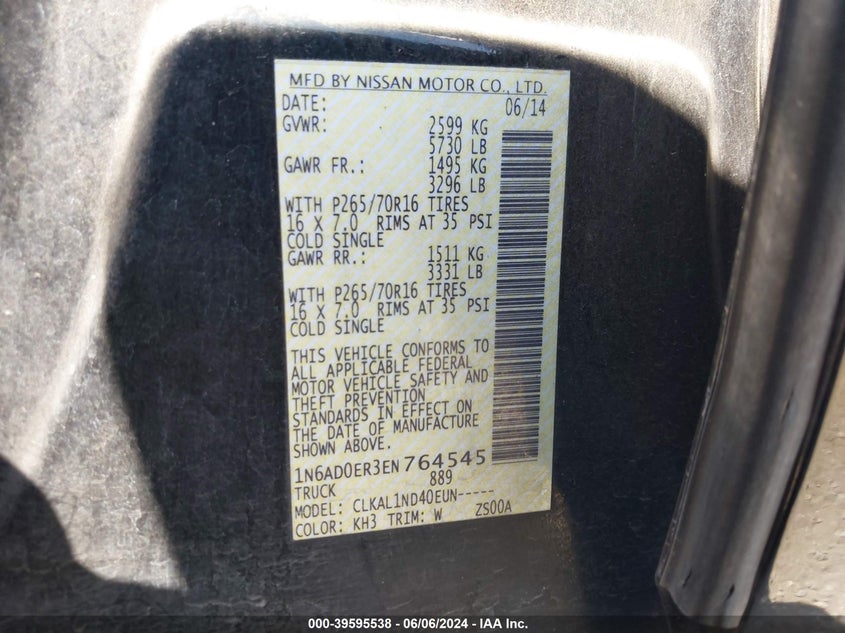 MFD BY NISSAN MOTOR CO., LTD.
DATE: 06/14
GVWR: 2599 KG
5730 LB
GAWR FR.: 1495 KG
3296 LB
WITH P265/70R16 TIRES
16 X 7.0 RIMS AT 35 PSI
COLD SINGLE
GAWR RR.: 1511 KG
3331 LB
WITH P265/70R16 TIRES
16 X 7.0 RIMS AT 35 PSI
COLD SINGLE
THIS VEHICLE CONFORMS TO
ALL APPLICABLE FEDERAL
MOTOR VEHICLE SAFETY AND
THEFT PREVENTION
STANDARDS IN EFFECT ON
THE DATE OF MANUFACTURE
SHOWN ABOVE.
1N6AD0ER3EN764545
TRUCK 889
MODEL: CLKAL1ND40EUN-----
COLOR: KH3 TRIM: W ZS00A
000-39595538 - 06/06/2024 - IAA Inc.